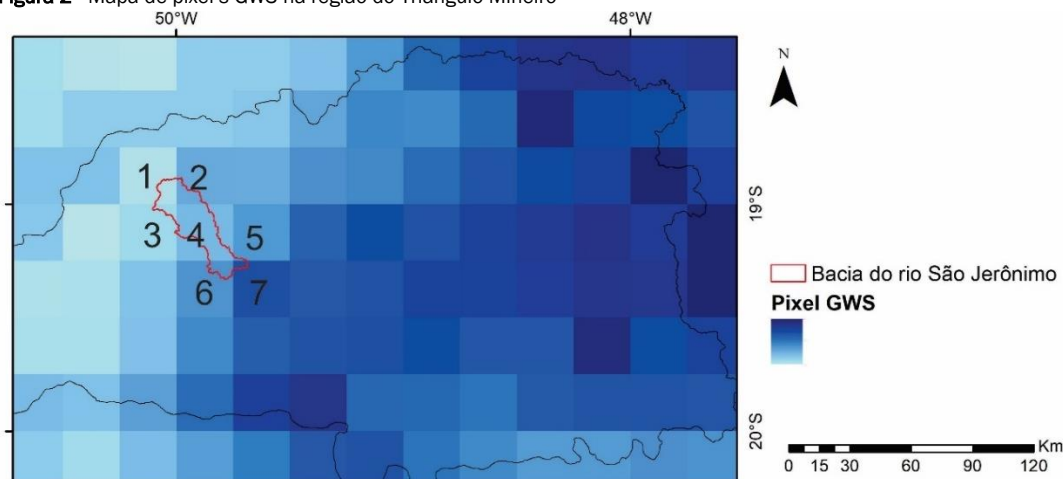 Figura 2 - Mapa de pixel's GWS na região do Triângulo Mineiro
50°W 48°W
N
1 2
3 4 5
6 7
19°S
20°S
Bacia do rio São Jerônimo
Pixel GWS
Km
0 15 30 60 90 120